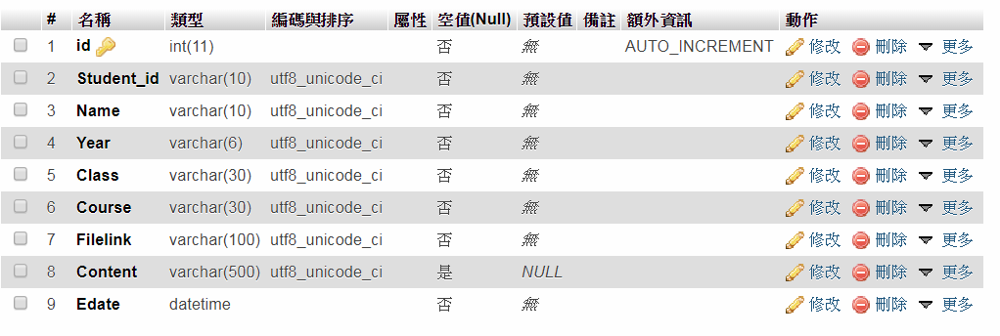 # 名稱 類型 編碼與排序 屬性 空值(Null) 預設值 備註 額外資訊 動作
1 id int(11) 否 無 AUTO_INCREMENT 修改 刪除 更多
2 Student_id varchar(10) utf8_unicode_ci 否 無 修改 刪除 更多
3 Name varchar(10) utf8_unicode_ci 否 無 修改 刪除 更多
4 Year varchar(6) utf8_unicode_ci 否 無 修改 刪除 更多
5 Class varchar(30) utf8_unicode_ci 否 無 修改 刪除 更多
6 Course varchar(30) utf8_unicode_ci 否 無 修改 刪除 更多
7 Filelink varchar(100) utf8_unicode_ci 否 無 修改 刪除 更多
8 Content varchar(500) utf8_unicode_ci 是 NULL 修改 刪除 更多
9 Edate datetime 否 無 修改 刪除 更多